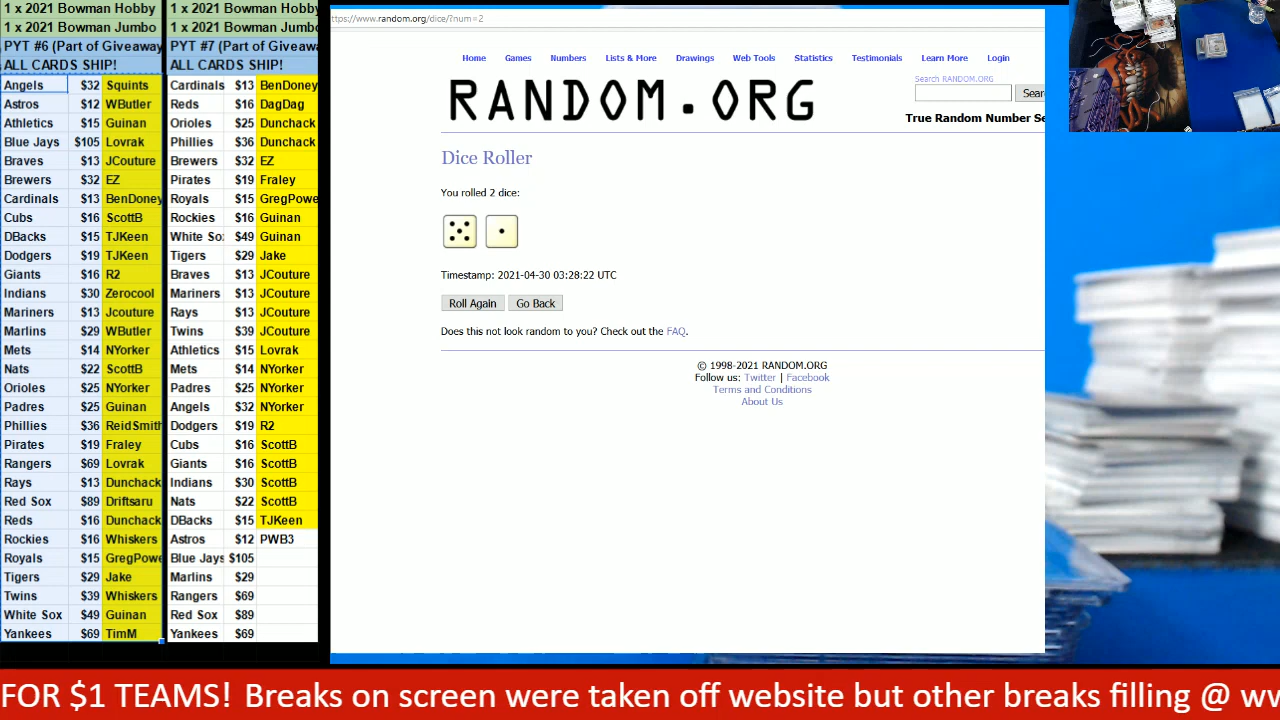 1 x 2021 Bowman Hobby
1 x 2021 Bowman Jumbo
PYT #6 (Part of Giveaway
ALL CARDS SHIP!
Angels $32 Squints
Astros $12 WButler
Athletics $15 Guinan
Blue Jays $105 Lovrak
Braves $13 JCouture
Brewers $32 EZ
Cardinals $13 BenDoney
Cubs $16 ScottB
DBacks $15 TJKeen
Dodgers $19 TJKeen
Giants $16 R2
Indians $30 Zerocool
Mariners $13 Jcouture
Marlins $29 WButler
Mets $14 NYorker
Nats $22 ScottB
Orioles $25 NYorker
Padres $25 Guinan
Phillies $36 ReidSmith
Pirates $19 Fraley
Rangers $69 Lovrak
Rays $13 Dunchack
Red Sox $89 Driftsaru
Reds $16 Dunchack
Rockies $16 Whiskers
Royals $15 GregPowe
Tigers $29 Jake
Twins $39 Whiskers
White Sox $49 Guinan
Yankees $69 TimM
1 x 2021 Bowman Hobby
1 x 2021 Bowman Jumbo
PYT #7 (Part of Giveawa
ALL CARDS SHIP!
Cardinals $13 BenDoney
Reds $16 DagDag
Orioles $25 Dunchack
Phillies $36 Dunchack
Brewers $32 EZ
Pirates $19 Fraley
Royals $15 GregPowe
Rockies $16 Guinan
White So $49 Guinan
Tigers $29 Jake
Braves $13 JCouture
Mariners $13 JCouture
Rays $13 JCouture
Twins $39 JCouture
Athletics $15 Lovrak
Mets $14 NYorker
Padres $25 NYorker
Angels $32 NYorker
Dodgers $19 R2
Cubs $16 ScottB
Giants $16 ScottB
Indians $30 ScottB
Nats $22 ScottB
DBacks $15 TJKeen
Astros $12 PWB3
Blue Jays $105
Marlins $29
Rangers $69
Red Sox $89
Yankees $69
ttps://www.random.org/dice/?num=2
Home Games Numbers Lists & More Drawings Web Tools Statistics Testimonials Learn More Login
RANDOM.ORG
Search RANDOM.ORG
Sear
True Random Number Se
Dice Roller
You rolled 2 dice:
Timestamp: 2021-04-30 03:28:22 UTC
Roll Again Go Back
Does this not look random to you? Check out the FAQ.
© 1998-2021 RANDOM.ORG
Follow us: Twitter | Facebook
Terms and Conditions
About Us
FOR $1 TEAMS! Breaks on screen were taken off website but other breaks filling @ ww